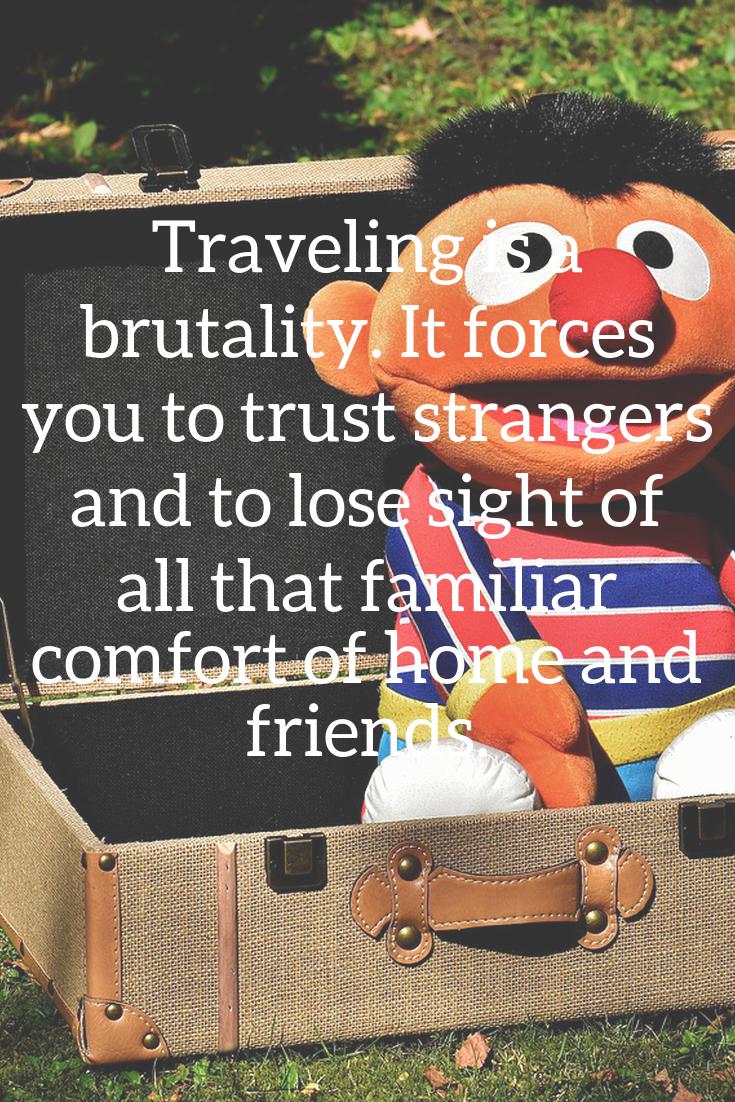 Traveling is a
brutality. It forces
you to trust strangers
and to lose sight of
all that familiar
comfort of home and
friends.